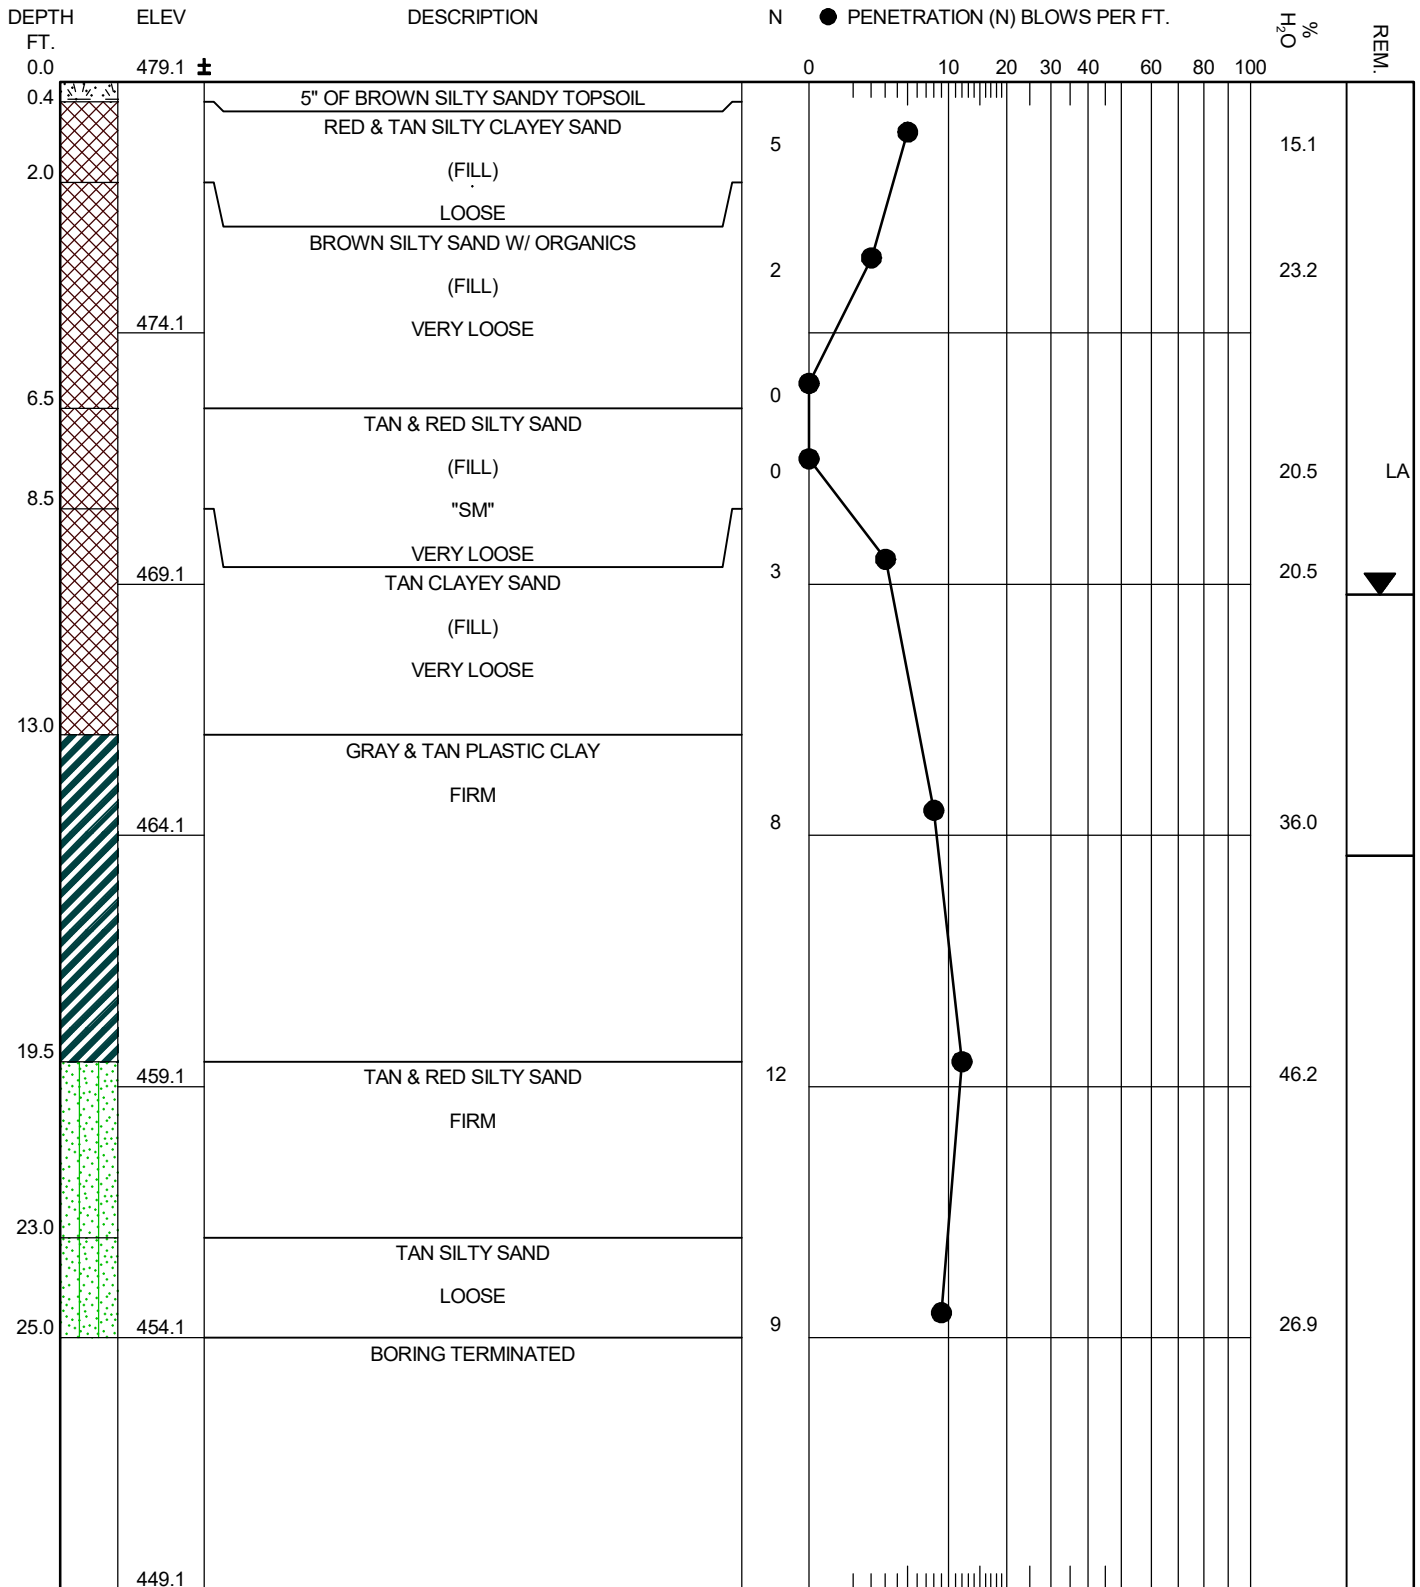 DEPTH ELEV DESCRIPTION N PENETRATION (N) BLOWS PER FT. % H₂O REM.
FT.
0.0 479.1 ± 0 10 20 30 40 60 80 100
0.4 5" OF BROWN SILTY SANDY TOPSOIL
RED & TAN SILTY CLAYEY SAND
5 15.1
2.0 (FILL)
LOOSE
BROWN SILTY SAND W/ ORGANICS
2 23.2
(FILL)
474.1 VERY LOOSE
6.5 0
TAN & RED SILTY SAND
(FILL) 0 20.5 LA
8.5 "SM"
VERY LOOSE
469.1 3 20.5
TAN CLAYEY SAND
(FILL)
VERY LOOSE
13.0
GRAY & TAN PLASTIC CLAY
FIRM
464.1 8 36.0
19.5
459.1 TAN & RED SILTY SAND 12 46.2
FIRM
23.0
TAN SILTY SAND
LOOSE
25.0 454.1 9 26.9
BORING TERMINATED
449.1